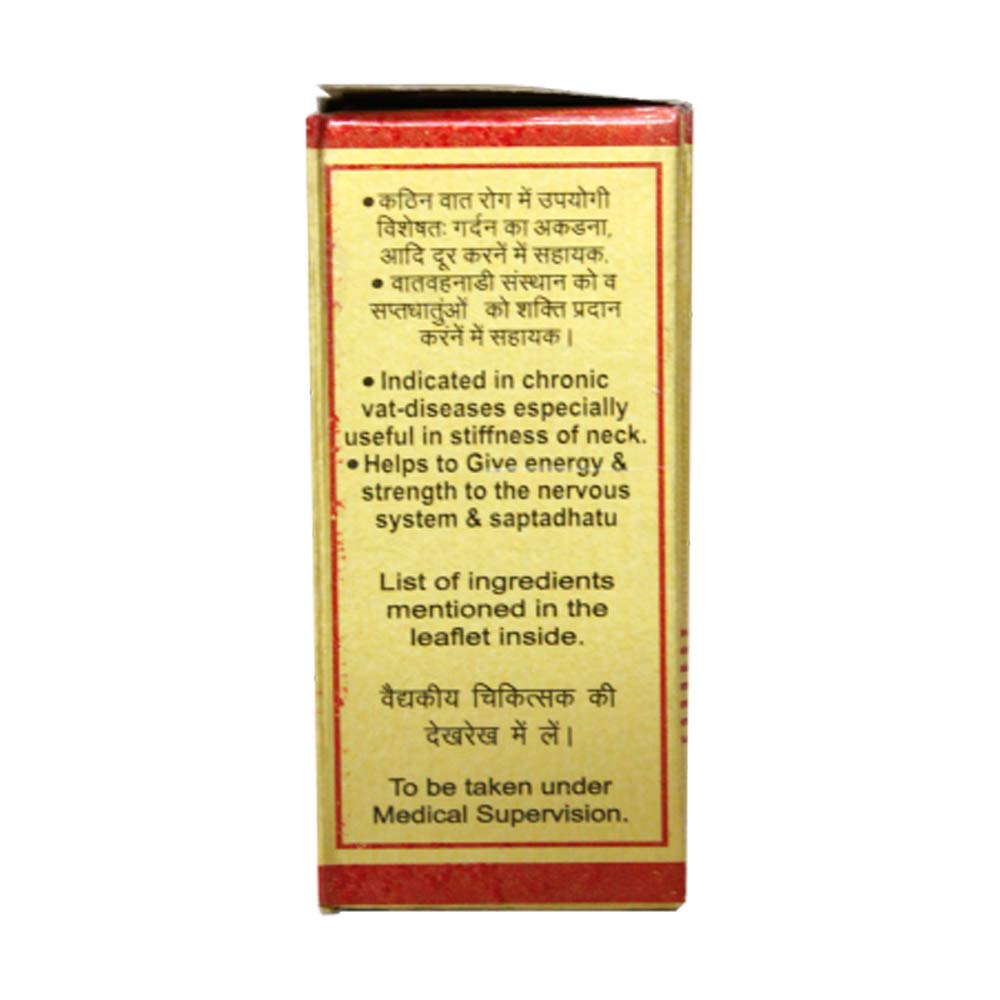 •कठिन वात रोग में उपयोगी
विशेषतः गर्दन का अकडना,
आदि दूर करनें में सहायक.
• वातवहनाडी संस्थान को व
सप्तधातुंओं को शक्ति प्रदान
करंनें में सहायक।
• Indicated in chronic
vat-diseases especially
useful in stiffness of neck.
• Helps to Give energy &
strength to the nervous
system & saptadhatu
List of ingredients
mentioned in the
leaflet inside.
वैद्यकीय चिकित्सक की
देखरेख में लें।
To be taken under
Medical Supervision.